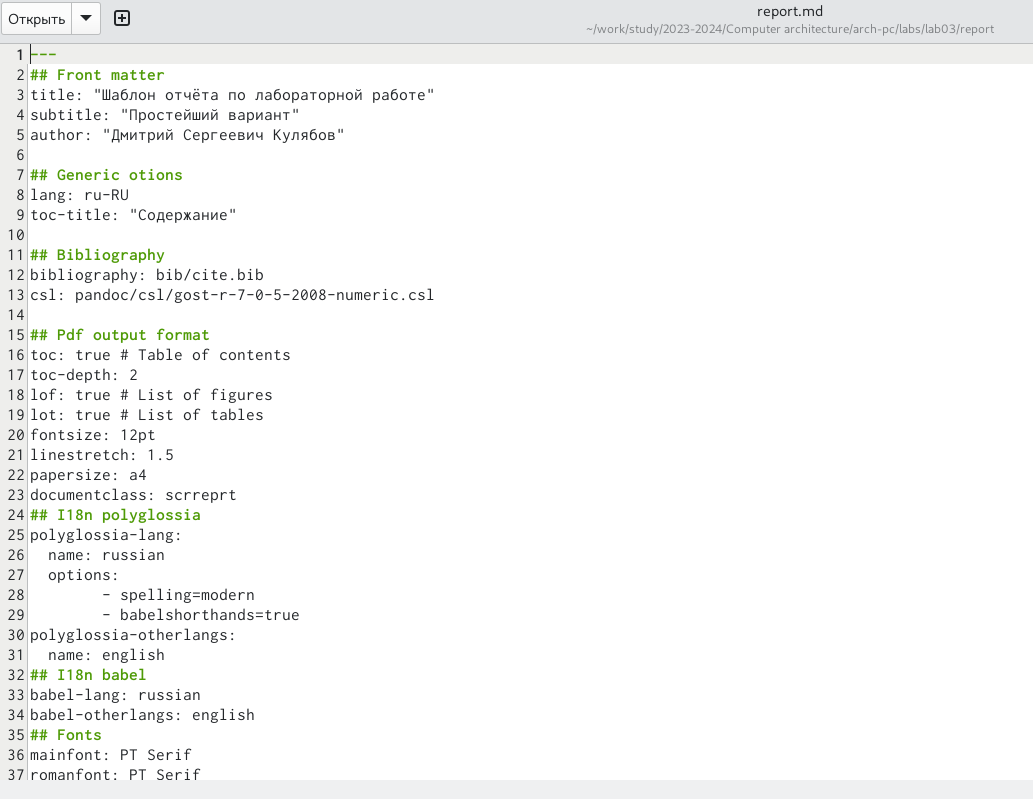 Открыть
report.md
~/work/study/2023-2024/Computer architecture/arch-pc/labs/lab03/report
1 ---
2 ## Front matter
3 title: "Шаблон отчёта по лабораторной работе"
4 subtitle: "Простейший вариант"
5 author: "Дмитрий Сергеевич Кулябов"
6
7 ## Generic otions
8 lang: ru-RU
9 toc-title: "Содержание"
10
11 ## Bibliography
12 bibliography: bib/cite.bib
13 csl: pandoc/csl/gost-r-7-0-5-2008-numeric.csl
14
15 ## Pdf output format
16 toc: true # Table of contents
17 toc-depth: 2
18 lof: true # List of figures
19 lot: true # List of tables
20 fontsize: 12pt
21 linestretch: 1.5
22 papersize: a4
23 documentclass: scrreprt
24 ## I18n polyglossia
25 polyglossia-lang:
26   name: russian
27   options:
28         - spelling=modern
29         - babelshorthands=true
30 polyglossia-otherlangs:
31   name: english
32 ## I18n babel
33 babel-lang: russian
34 babel-otherlangs: english
35 ## Fonts
36 mainfont: PT Serif
37 romanfont: PT Serif